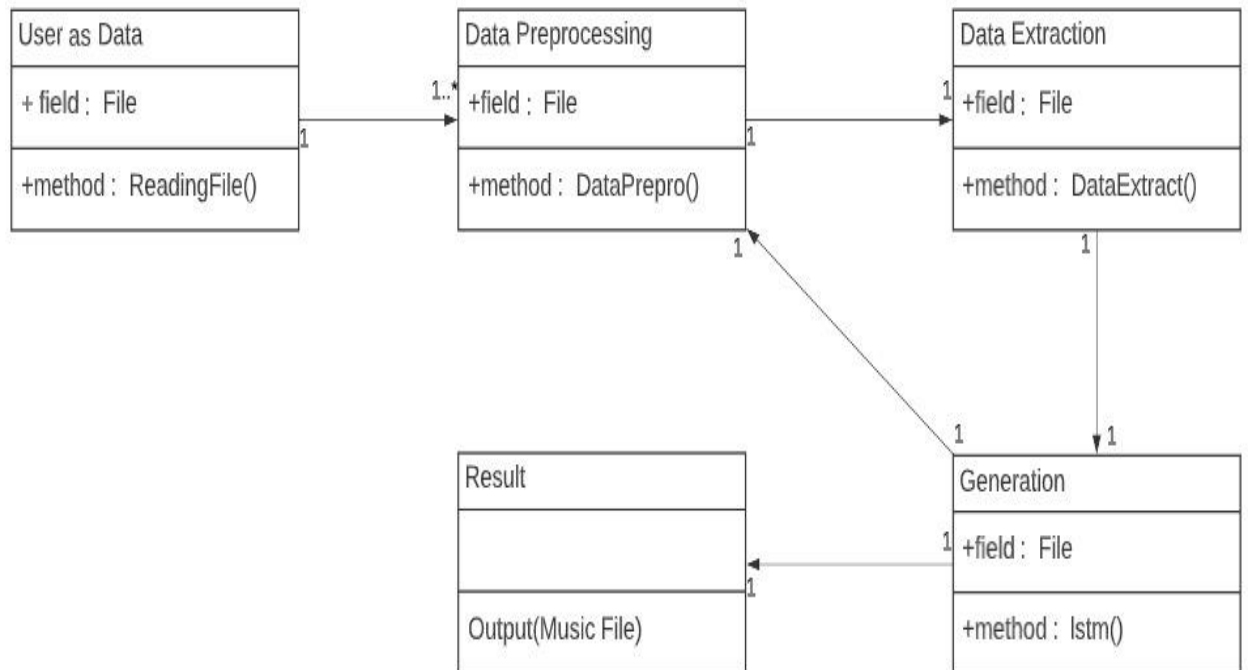 User as Data
+ field : File
1
+method : ReadingFile()
1..*
Data Preprocessing
+field : File
1
+method : DataPrepro()
1
1
Data Extraction
+field : File
+method : DataExtract()
1
1
1
Generation
+field : File
+method : lstm()
1
1
Result
Output(Music File)